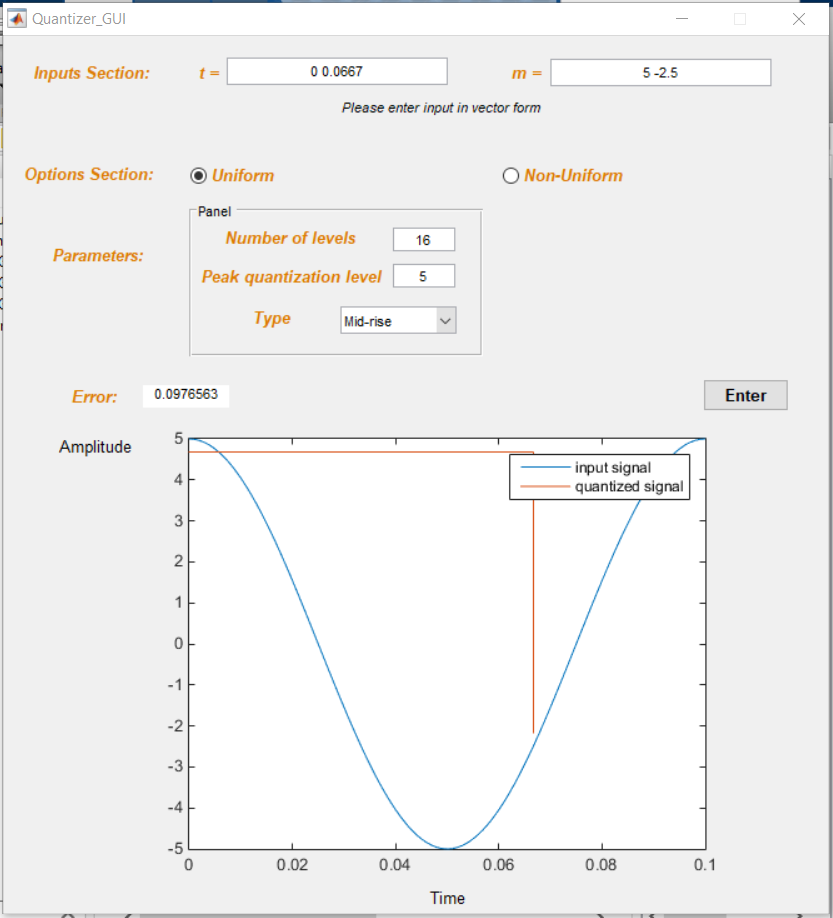 Quantizer_GUI
Inputs Section: t = 0 0.0667 m = 5 -2.5
Please enter input in vector form
Options Section: Uniform Non-Uniform
Panel
Number of levels 16
Parameters:
Peak quantization level 5
Type Mid-rise
Error: 0.0976563 Enter
Amplitude
5
input signal
quantized signal
4
3
2
1
0
-1
-2
-3
-4
-5
0 0.02 0.04 0.06 0.08 0.1
Time